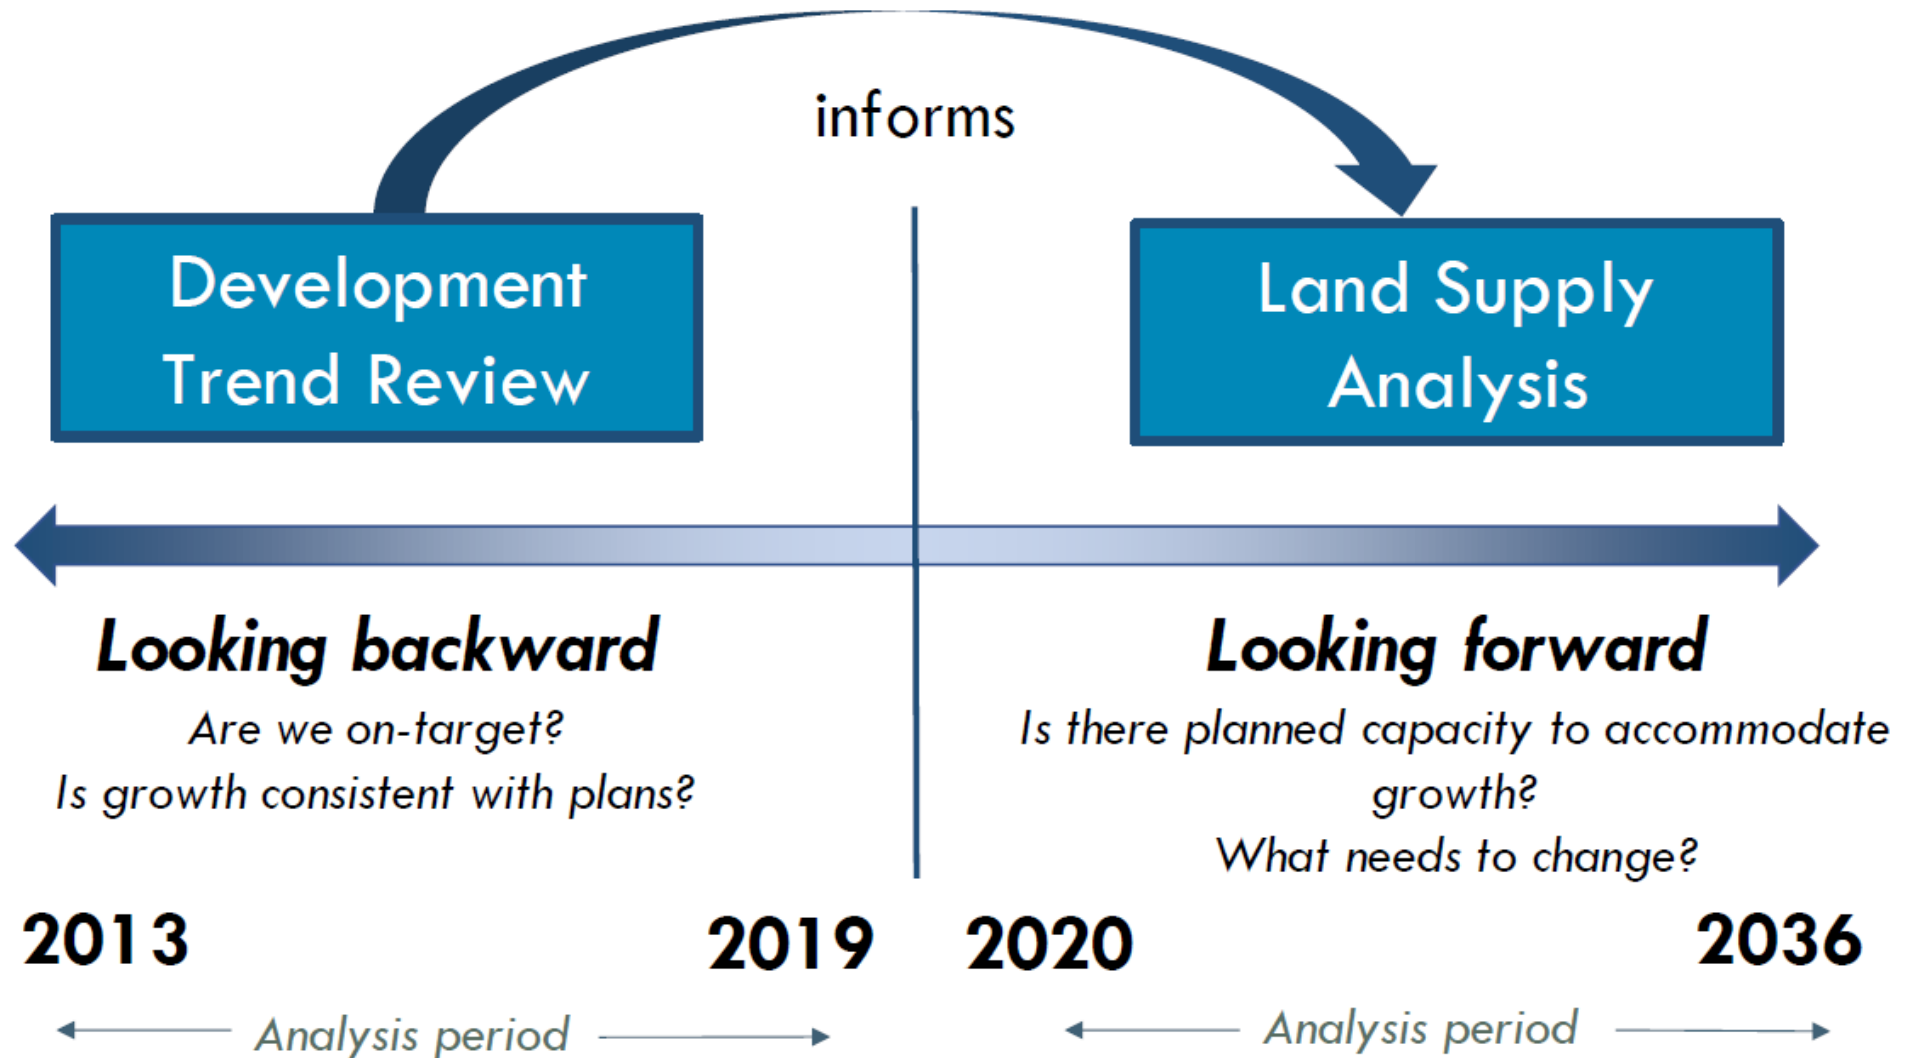 informs
Development
Trend Review
Land Supply
Analysis
Looking backward
Are we on-target?
Is growth consistent with plans?
Looking forward
Is there planned capacity to accommodate
growth?
What needs to change?
2013
2019
2020
2036
Analysis period
Analysis period